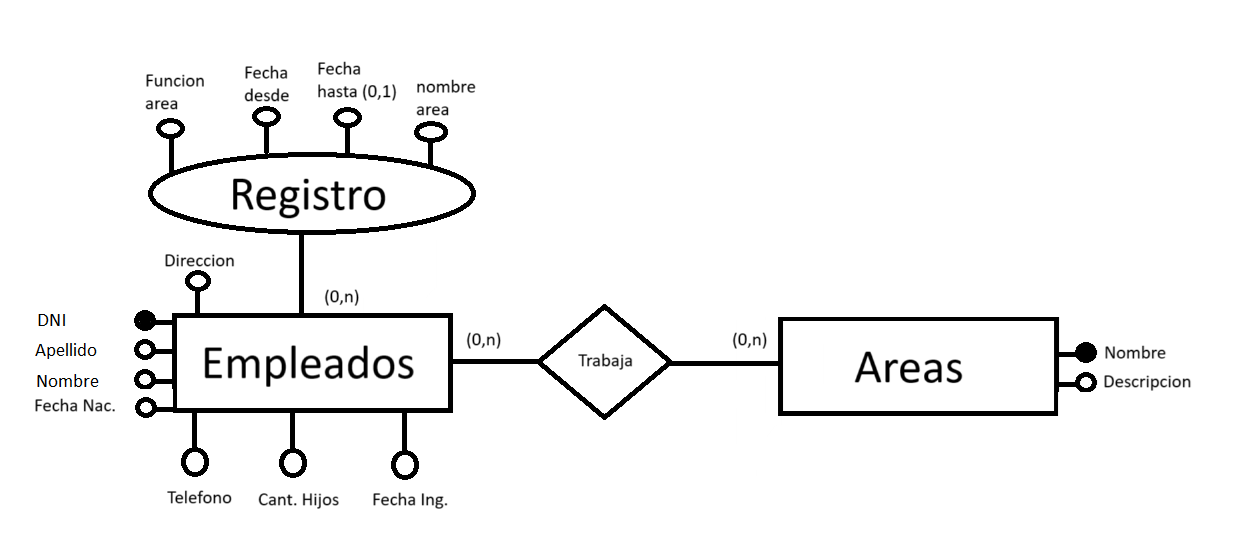 Funcion
area
Fecha
desde
Fecha
hasta (0,1)
nombre
area
Registro
Direccion
(0,n)
DNI
Apellido
Nombre
Fecha Nac.
Empleados
(0,n)
Trabaja
(0,n)
Areas
Nombre
Descripcion
Telefono
Cant. Hijos
Fecha Ing.